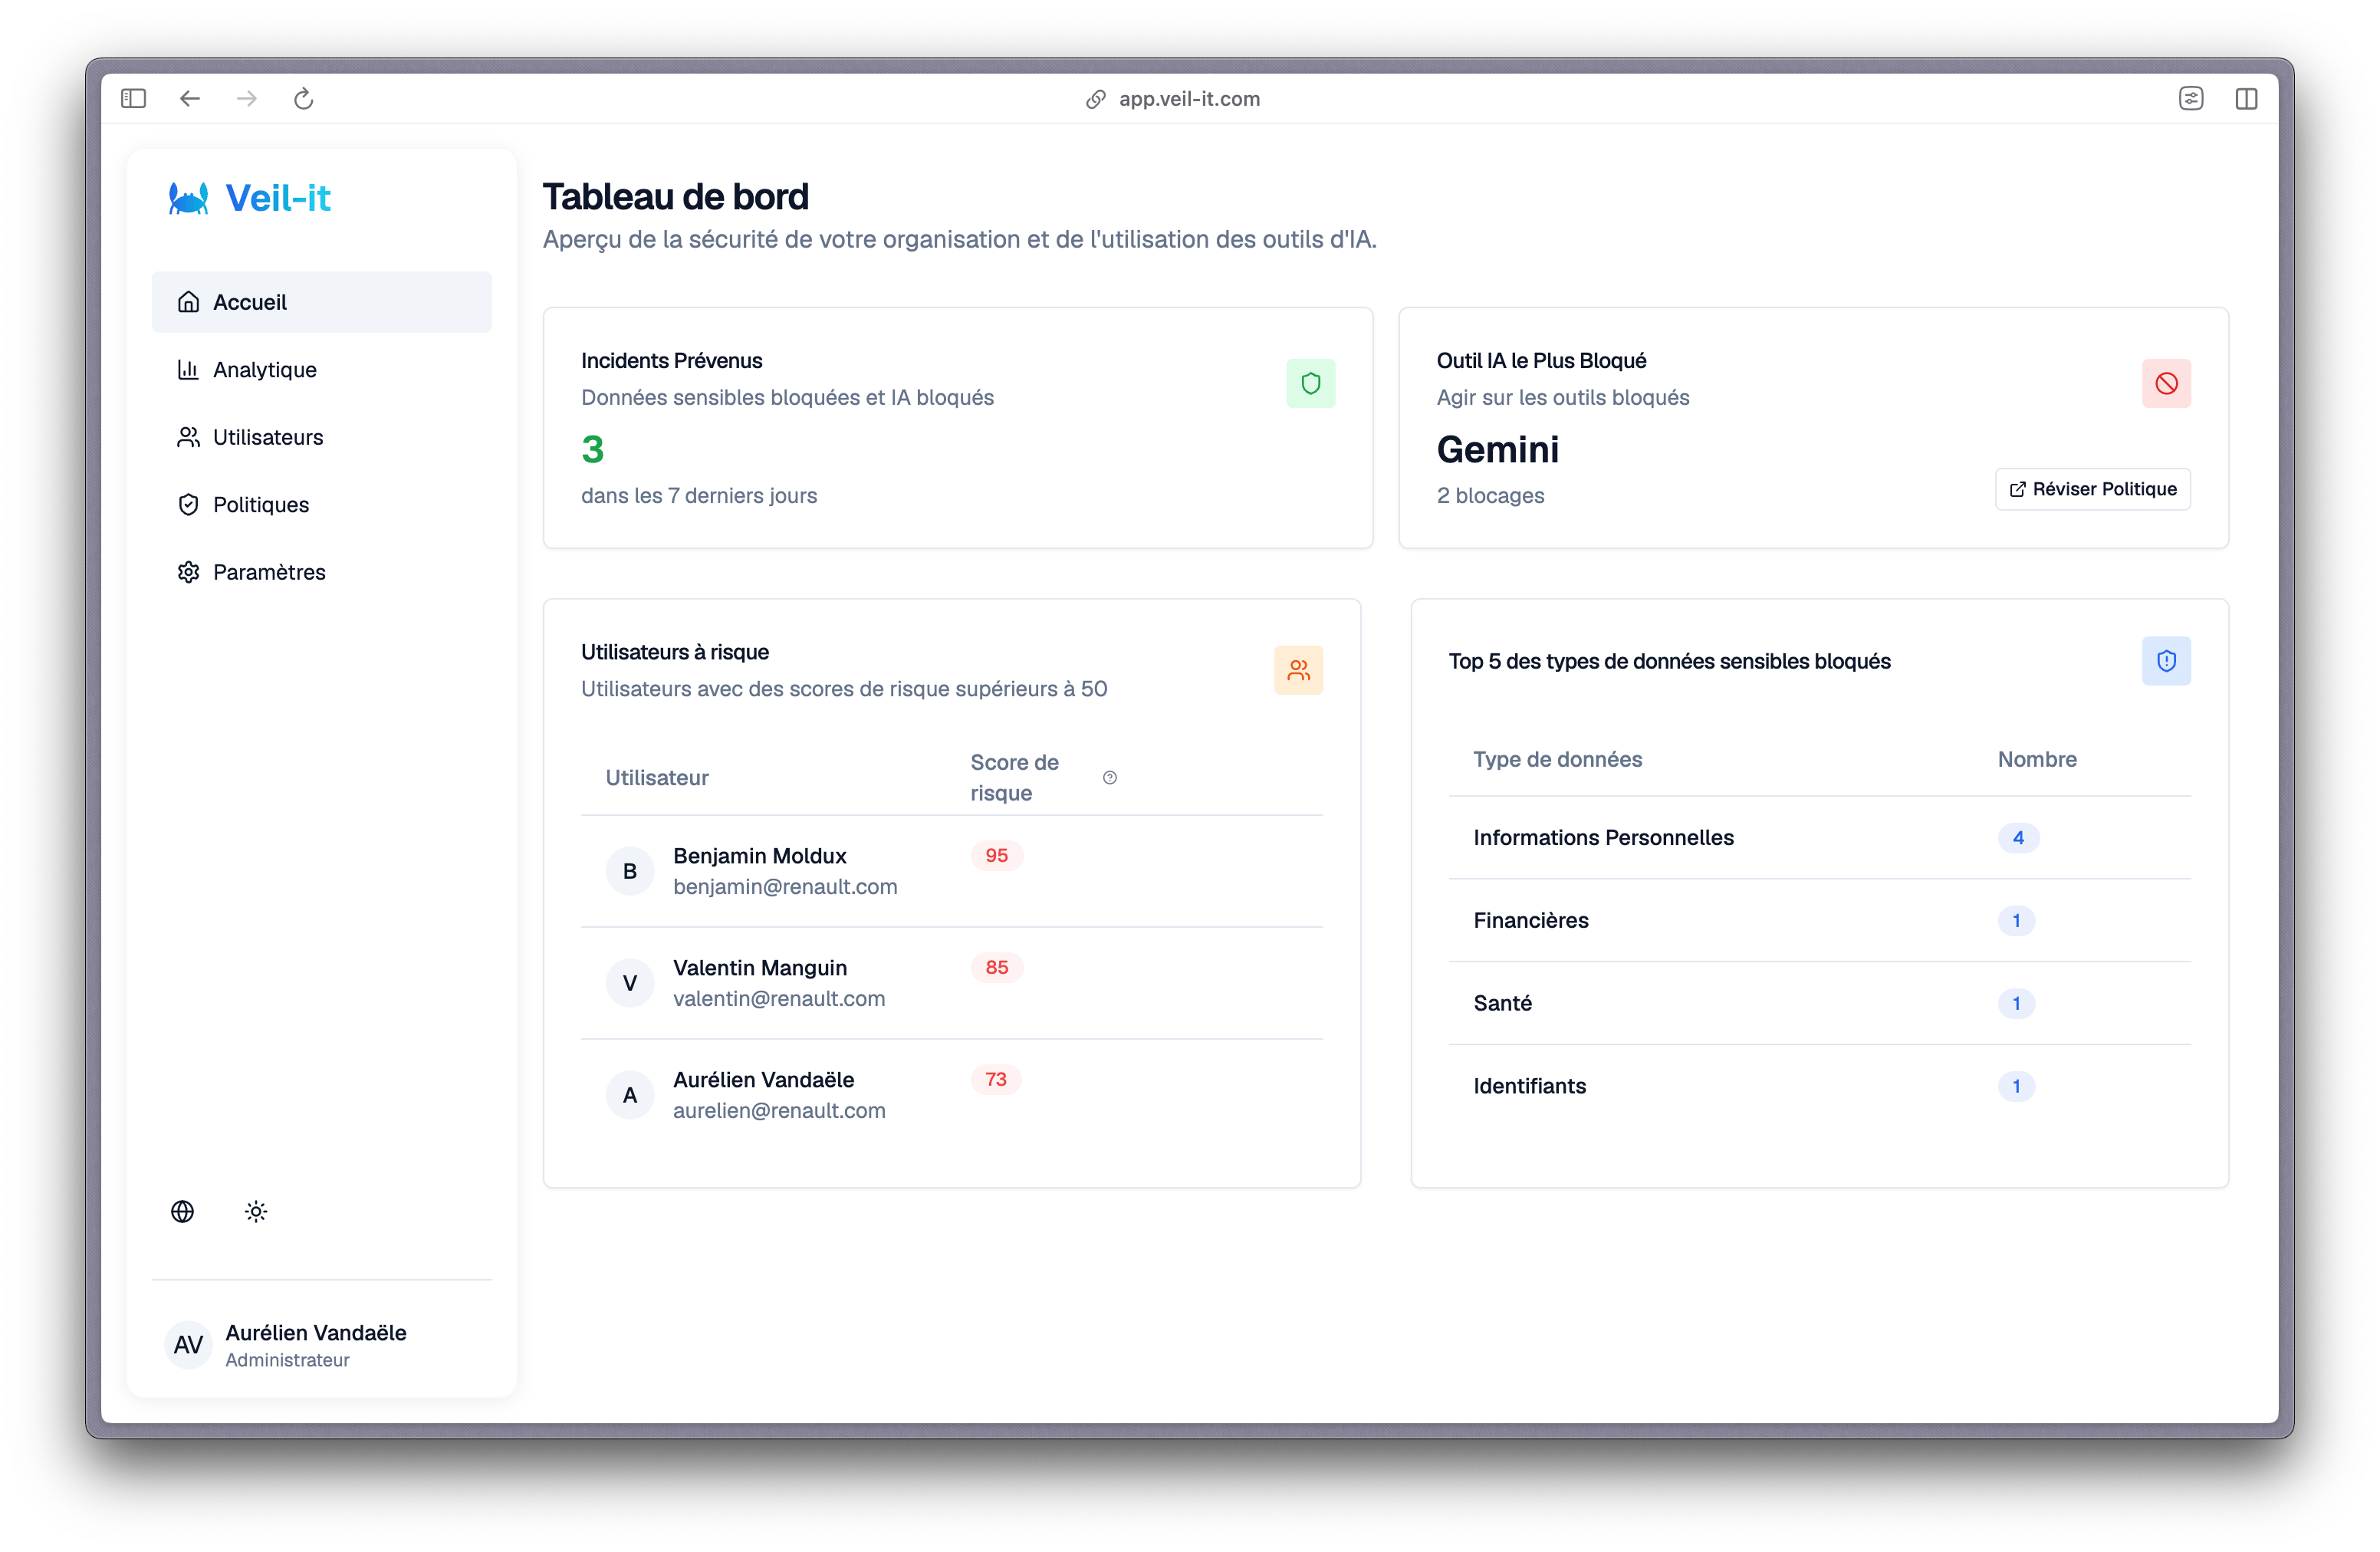 app.veil-it.com
Veil-it
Accueil
Analytique
Utilisateurs
Politiques
Paramètres
AV
Aurélien Vandaële
Administrateur
Tableau de bord
Aperçu de la sécurité de votre organisation et de l'utilisation des outils d'IA.
Incidents Prévenus
Données sensibles bloquées et IA bloqués
3
dans les 7 derniers jours
Outil IA le Plus Bloqué
Agir sur les outils bloqués
Gemini
2 blocages
Réviser Politique
Utilisateurs à risque
Utilisateurs avec des scores de risque supérieurs à 50
Utilisateur
Score de
risque
B
Benjamin Moldux
95
benjamin@renault.com
V
Valentin Manguin
85
valentin@renault.com
A
Aurélien Vandaële
73
aurelien@renault.com
Top 5 des types de données sensibles bloqués
Type de données Nombre
Informations Personnelles 4
Financières 1
Santé 1
Identifiants 1